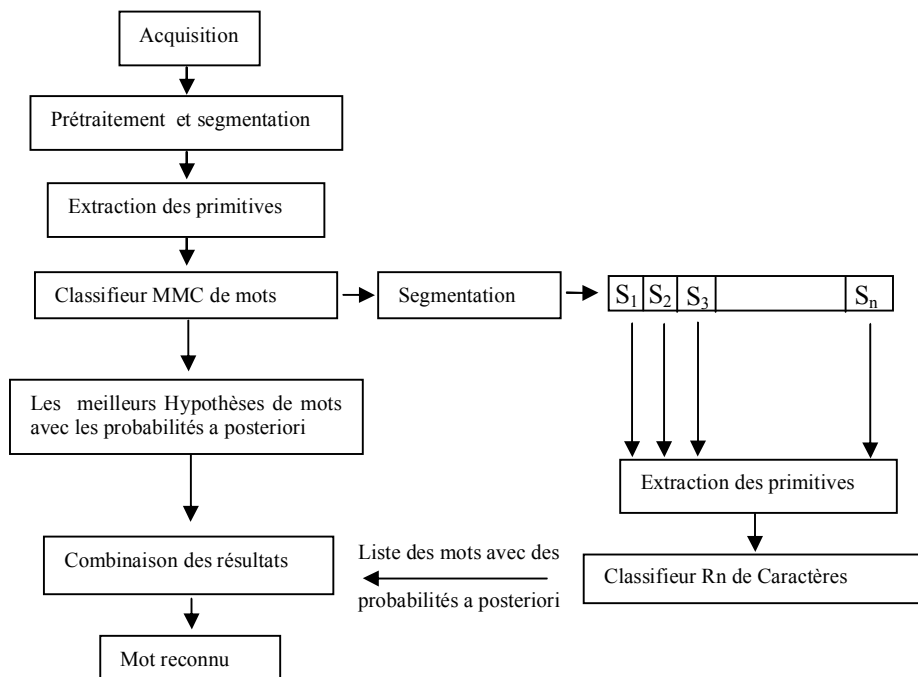 Acquisition
Prétraitement et segmentation
Extraction des primitives
Classifieur MMC de mots
Segmentation
S1 S2 S3 Sn
Les meilleurs Hypothèses de mots
avec les probabilités a posteriori
Extraction des primitives
Combinaison des résultats
Liste des mots avec des
probabilités a posteriori
Classifieur Rn de Caractères
Mot reconnu